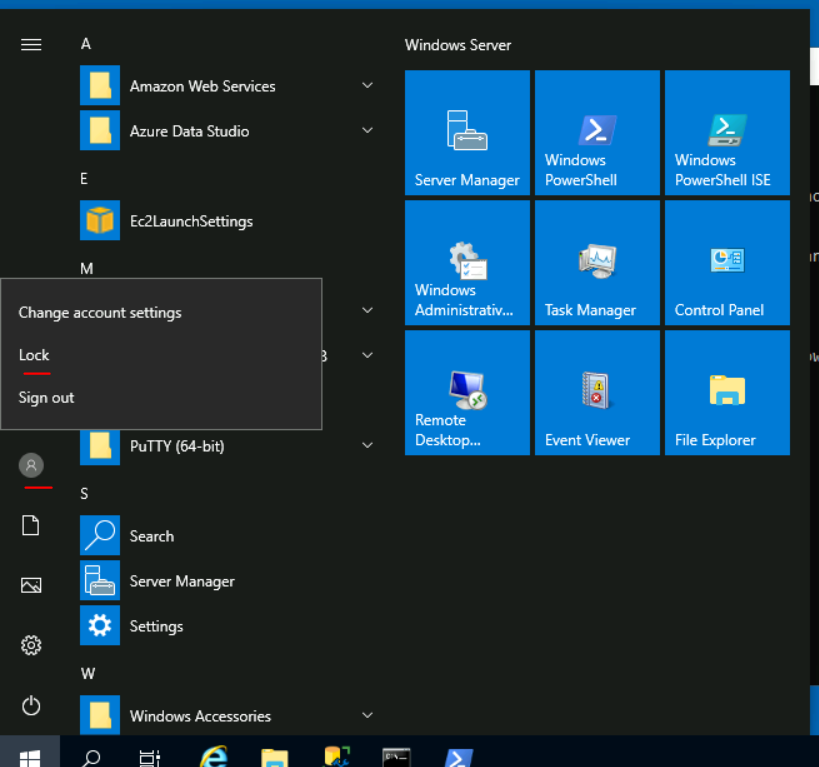 A
Windows Server
Amazon Web Services
Azure Data Studio
E
Ec2LaunchSettings
M
Change account settings
Lock
Sign out
PuTTY (64-bit)
S
Search
Server Manager
Settings
W
Windows Accessories
Server Manager
Windows
PowerShell
Windows
PowerShell ISE
Windows
Administrativ...
Task Manager
Control Panel
Remote
Desktop...
Event Viewer
File Explorer